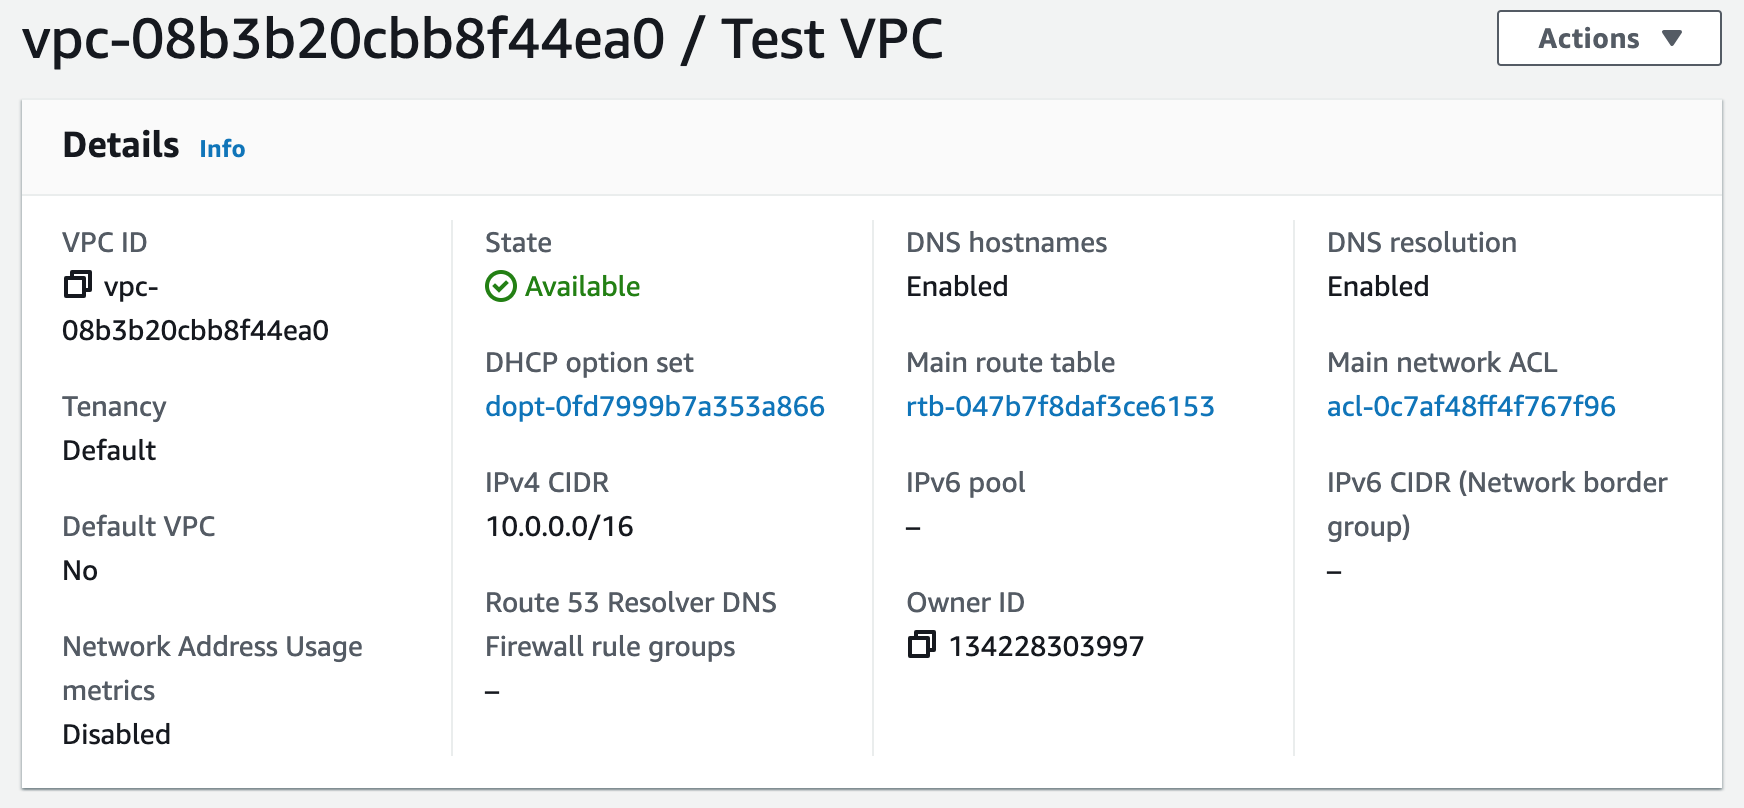 vpc-08b3b20cbb8f44ea0 / Test VPC
Actions
Details Info
VPC ID
vpc-
08b3b20cbb8f44ea0
Tenancy
Default
Default VPC
No
Network Address Usage
metrics
Disabled
State
Available
DHCP option set
dopt-0fd7999b7a353a866
IPv4 CIDR
10.0.0.0/16
Route 53 Resolver DNS
Firewall rule groups
–
DNS hostnames
Enabled
Main route table
rtb-047b7f8daf3ce6153
IPv6 pool
–
Owner ID
134228303997
DNS resolution
Enabled
Main network ACL
acl-0c7af48ff4f767f96
IPv6 CIDR (Network border
group)
–